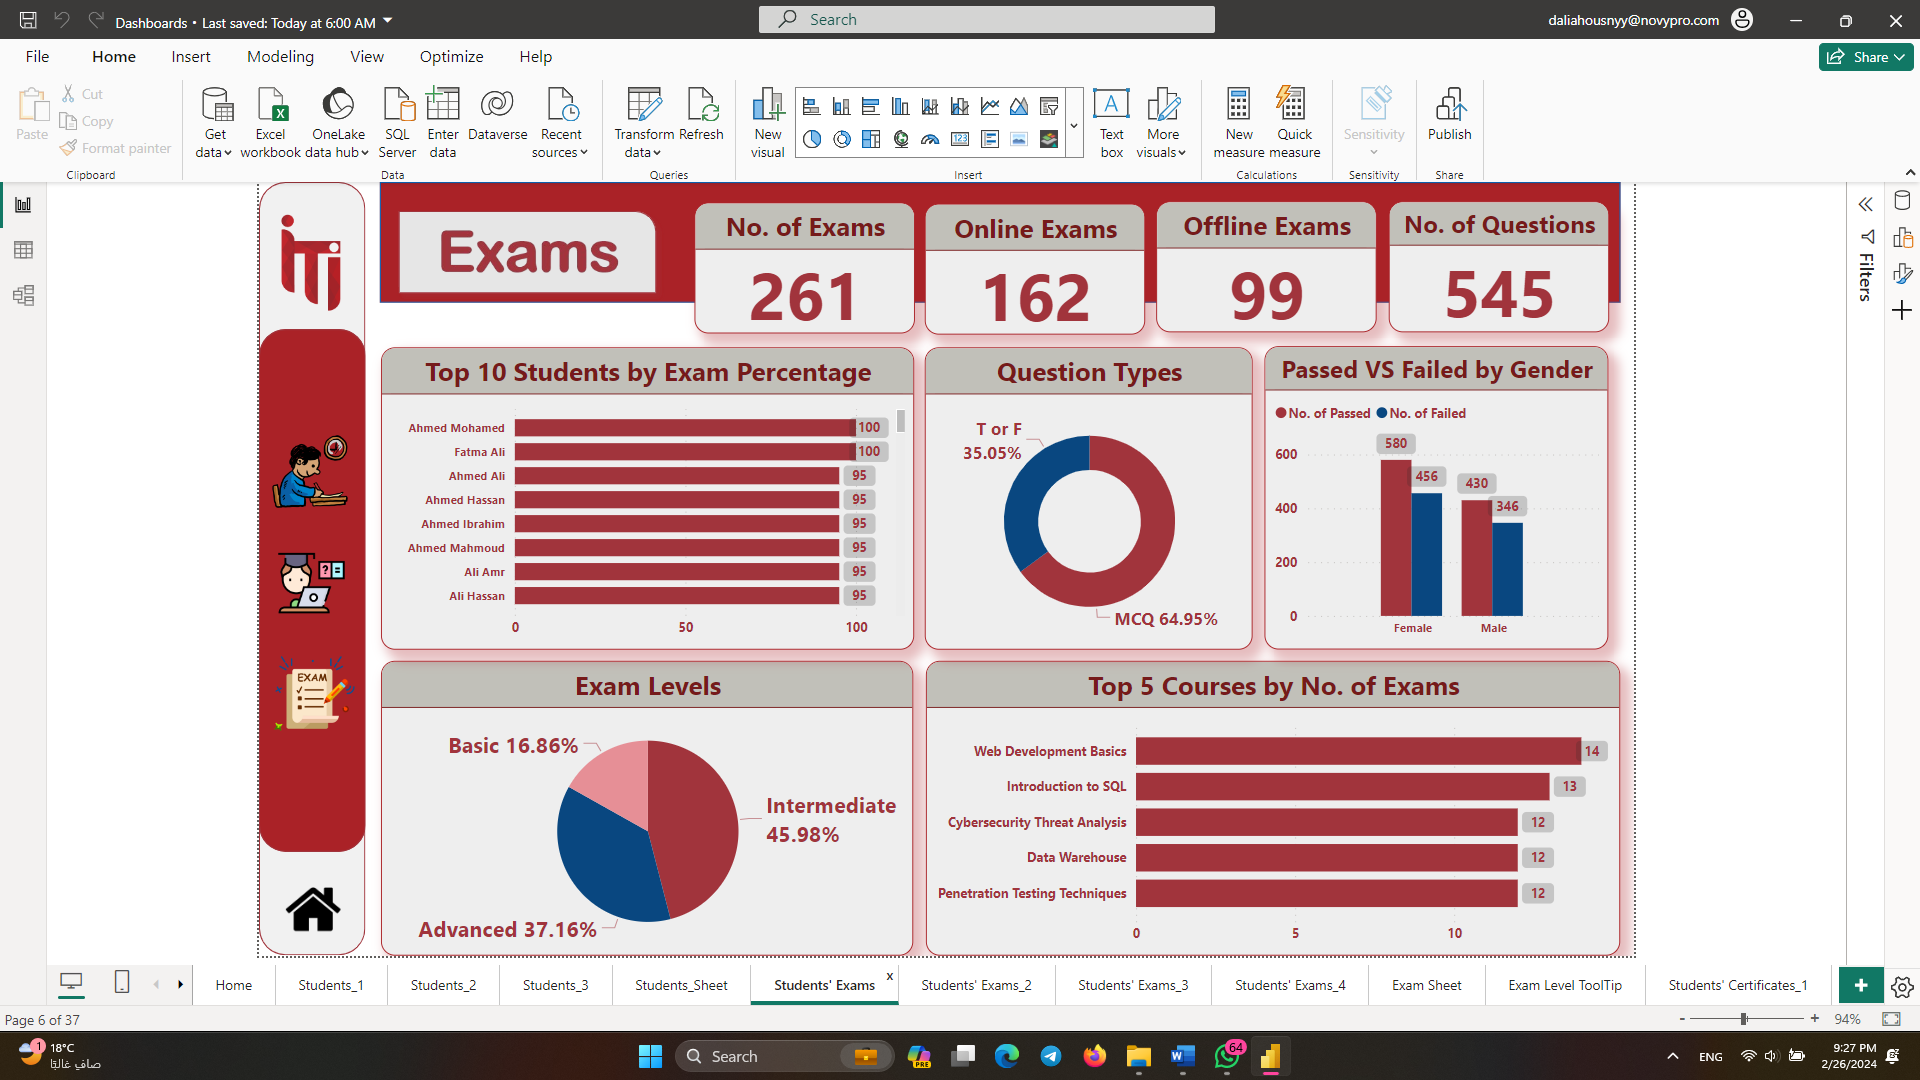 Dashboards • Last saved: Today at 6:00 AM
Search
daliahousnyy@novypro.com
File
Home
Insert
Modeling
View
Optimize
Help
Share
Paste
Cut
Copy
Format painter
Clipboard
Get data
Excel workbook
OneLake data hub
SQL Server
Enter data
Dataverse
Recent sources
Data
Transform data
Refresh
Queries
New visual
Insert
A
Text box
More visuals
New measure
Quick measure
Calculations
Sensitivity
Sensitivity
Publish
Share
iTi
Exams
No. of Exams
261
Online Exams
162
Offline Exams
99
No. of Questions
545
Filters
Top 10 Students by Exam Percentage
Ahmed Mohamed 100
Fatma Ali 100
Ahmed Ali 95
Ahmed Hassan 95
Ahmed Ibrahim 95
Ahmed Mahmoud 95
Ali Amr 95
Ali Hassan 95
0 50 100
Question Types
T or F
35.05%
MCQ 64.95%
Passed VS Failed by Gender
No. of Passed No. of Failed
600
400
200
0
580
456
430
346
Female Male
EXAM
Exam Levels
Basic 16.86%
Intermediate
45.98%
Advanced 37.16%
Top 5 Courses by No. of Exams
Web Development Basics 14
Introduction to SQL 13
Cybersecurity Threat Analysis 12
Data Warehouse 12
Penetration Testing Techniques 12
0 5 10
Home
Students_1
Students_2
Students_3
Students_Sheet
Students' Exams
x
Students' Exams_2
Students' Exams_3
Students' Exams_4
Exam Sheet
Exam Level ToolTip
Students' Certificates_1
+
Page 6 of 37
- + 94%
1
18°C
صافٍ غالبًا
Search
PRE
W
64
ENG
9:27 PM
2/26/2024